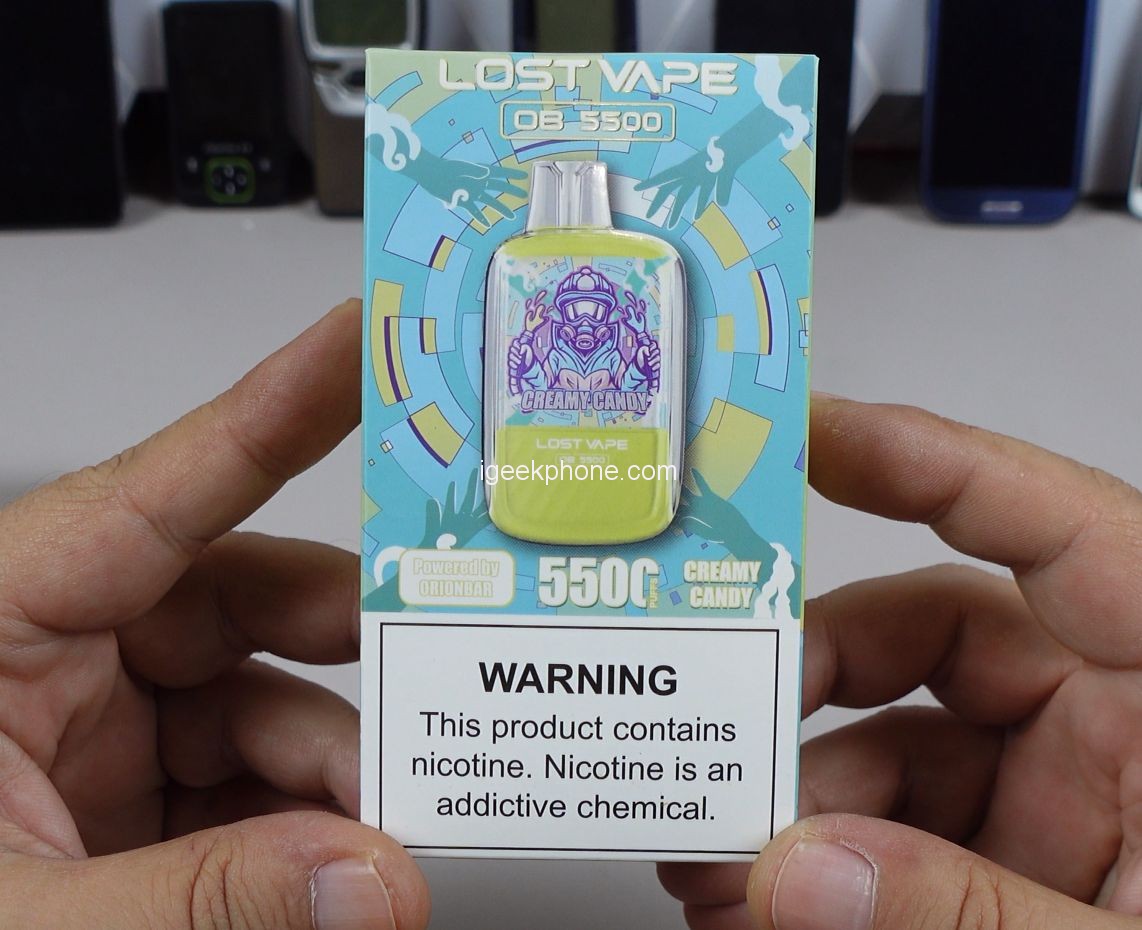 LOST VAPE
OB 5500
CREAMY CANDY
LOST VAPE
OB 5500
igeekphone.com
Powered by
ORIONBAR
5500
PUFFS
CREAMY
CANDY
WARNING
This product contains
nicotine. Nicotine is an
addictive chemical.